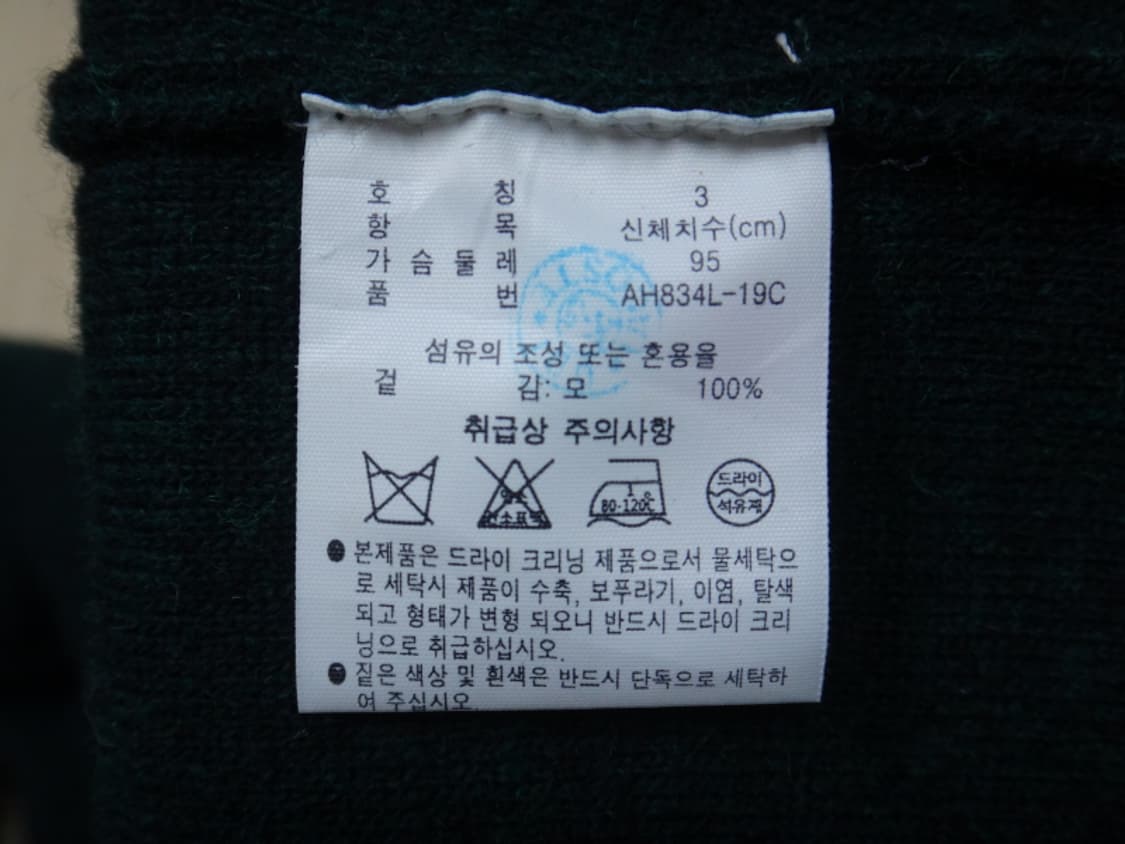 호 칭 3
항 목 신체치수(cm)
가 슴 둘 레 95
품 번 AH834L-19C
섬유의 조성 또는 혼용율
겉 감: 모 100%
취급상 주의사항
80-120℃
드라이
석유재
본제품은 드라이 크리닝 제품으로서 물세탁으
로 세탁시 제품이 수축, 보푸라기, 이염, 탈색
되고 형태가 변형 되오니 반드시 드라이 크리
닝으로 취급하십시오.
짙은 색상 및 흰색은 반드시 단독으로 세탁하
여 주십시오.